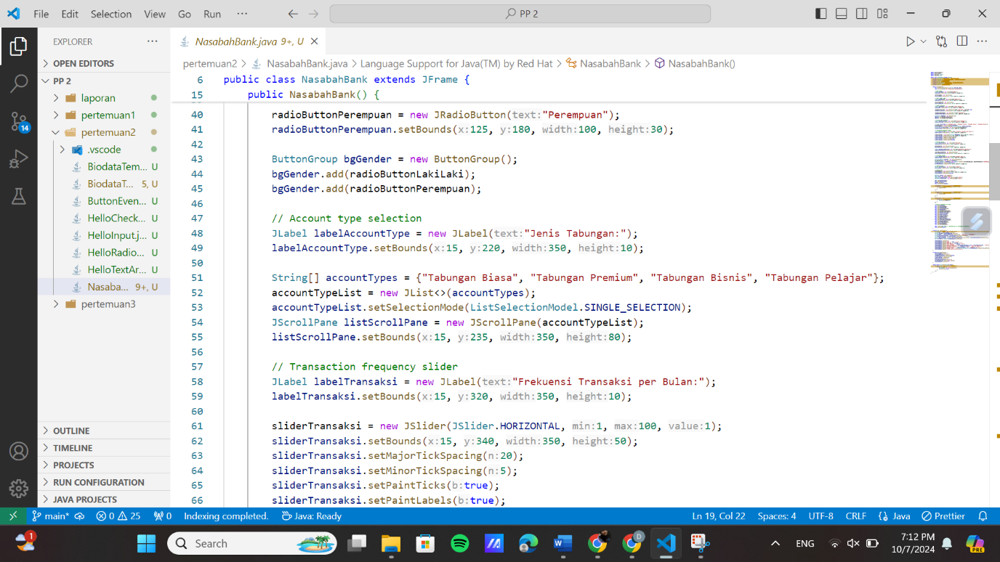 File Edit Selection View Go Run ··· PP 2
EXPLORER ···
NasabahBank.java 9+, U
OPEN EDITORS
pertemuan2 > NasabahBank.java > Language Support for Java(TM) by Red Hat > NasabahBank > NasabahBank()
PP 2
laporan
pertemuan1
pertemuan2
.vscode
BiodataTem... U
BiodataT... 5, U
ButtonEven... U
HelloCheck... U
HelloInput.j... U
HelloRadio... U
HelloTextAr... U
Nasaba... 9+, U
pertemuan3
OUTLINE
TIMELINE
PROJECTS
RUN CONFIGURATION
JAVA PROJECTS
14
6 public class NasabahBank extends JFrame {
15 public NasabahBank() {
40 radioButtonPerempuan = new JRadioButton(text:"Perempuan");
41 radioButtonPerempuan.setBounds(x:125, y:180, width:100, height:30);
42
43 ButtonGroup bgGender = new ButtonGroup();
44 bgGender.add(radioButtonLakiLaki);
45 bgGender.add(radioButtonPerempuan);
46
47 // Account type selection
48 JLabel labelAccountType = new JLabel(text:"Jenis Tabungan:");
49 labelAccountType.setBounds(x:15, y:220, width:350, height:10);
50
51 String[] accountTypes = {"Tabungan Biasa", "Tabungan Premium", "Tabungan Bisnis", "Tabungan Pelajar"};
52 accountTypeList = new JList<>(accountTypes);
53 accountTypeList.setSelectionMode(ListSelectionModel.SINGLE_SELECTION);
54 JScrollPane listScrollPane = new JScrollPane(accountTypeList);
55 listScrollPane.setBounds(x:15, y:235, width:350, height:80);
56
57 // Transaction frequency slider
58 JLabel labelTransaksi = new JLabel(text:"Frekuensi Transaksi per Bulan:");
59 labelTransaksi.setBounds(x:15, y:320, width:350, height:10);
60
61 sliderTransaksi = new JSlider(JSlider.HORIZONTAL, min:1, max:100, value:1);
62 sliderTransaksi.setBounds(x:15, y:340, width:350, height:50);
63 sliderTransaksi.setMajorTickSpacing(n:20);
64 sliderTransaksi.setMinorTickSpacing(n:5);
65 sliderTransaksi.setPaintTicks(b:true);
66 sliderTransaksi.setPaintLabels(b:true);
main* 0 25 0 Indexing completed. Java: Ready Ln 19, Col 22 Spaces: 4 UTF-8 CRLF {} Java Prettier
1 Search ENG 7:12 PM
10/7/2024
PRE